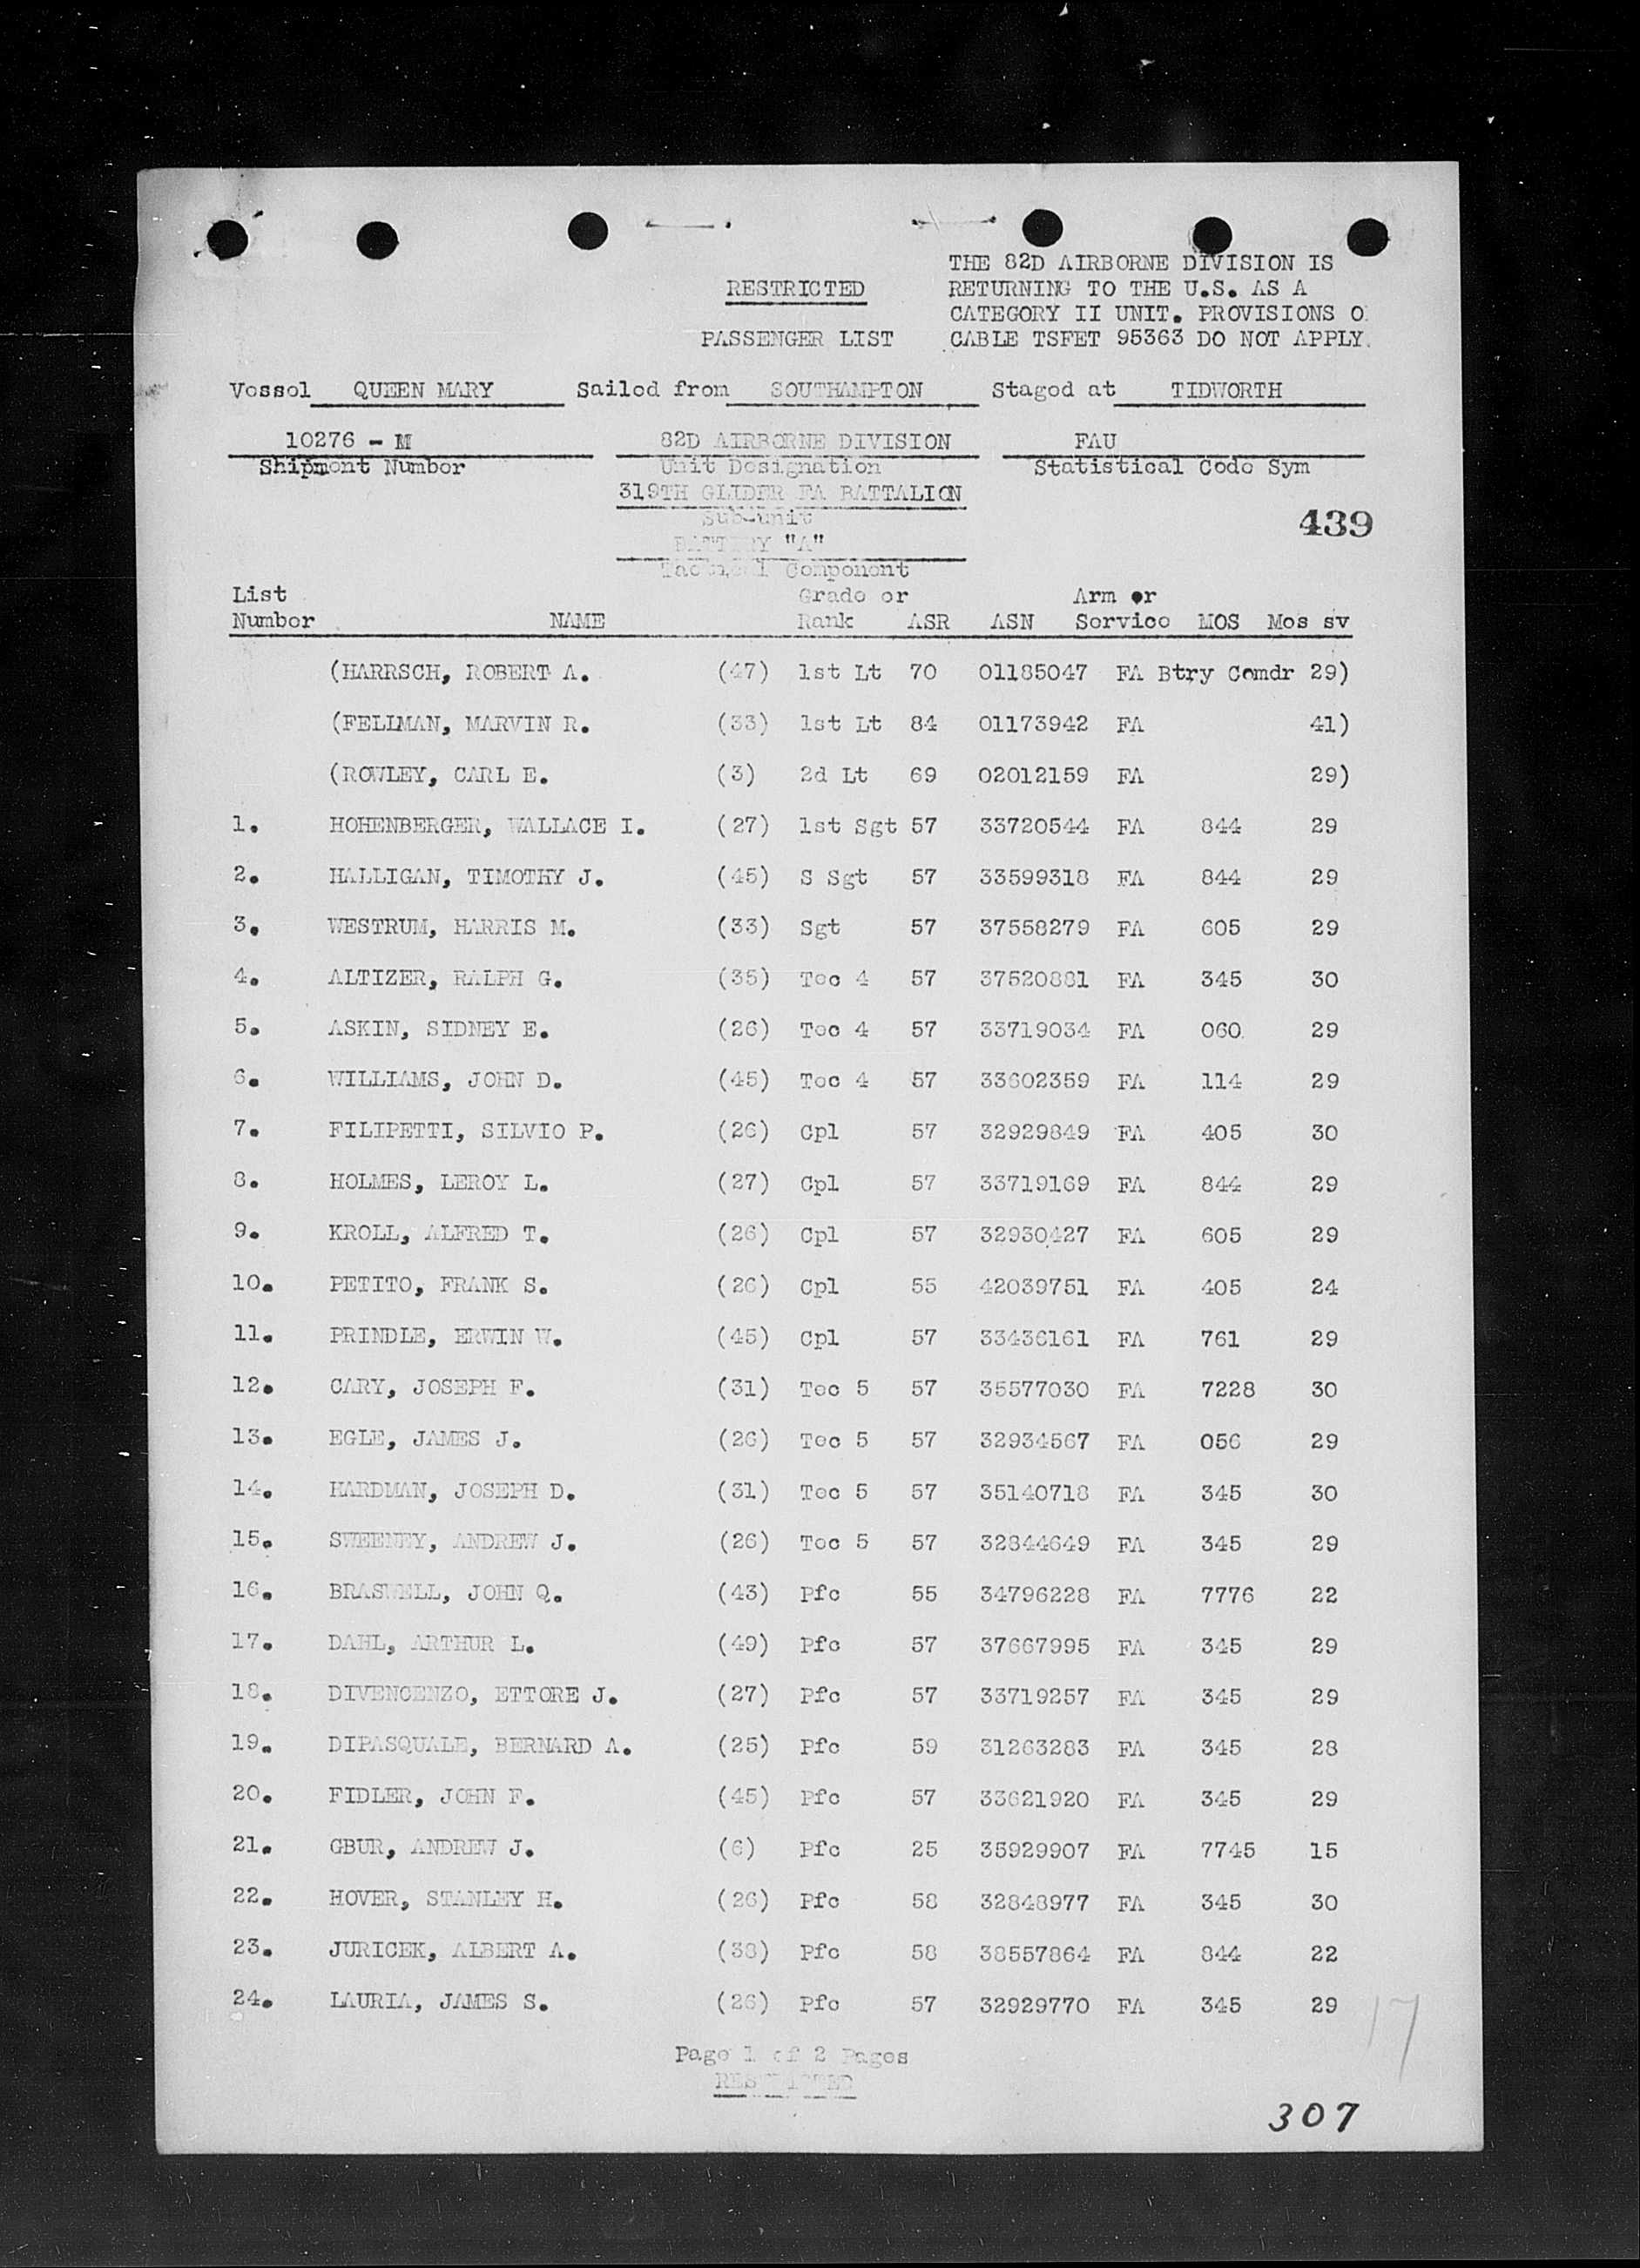 THE 82D AIRBORNE DIVISION IS
RESTRICTED RETURNING TO THE U.S. AS A
CATEGORY II UNIT. PROVISIONS O
PASSENGER LIST CABLE TSFET 95363 DO NOT APPLY.
Vessel QUEEN MARY Sailed from SOUTHAMPTON Staged at TIDWORTH
10276 - M 82D AIRBORNE DIVISION FAU
Shipment Number Unit Designation Statistical Code Sym
319TH GLIDER FA BATTALION
Sub-unit 439
BATTERY "A"
Tactical Component
List Grade or Arm or
Number NAME Rank ASR ASN Service MOS Mos sv
(HARRSCH, ROBERT A. (47) 1st Lt 70 01185047 FA Btry Comdr 29)
(FELLMAN, MARVIN R. (33) 1st Lt 84 01173942 FA 41)
(ROWLEY, CARL E. (3) 2d Lt 69 02012159 FA 29)
1. HOHENBERGER, WALLACE I. (27) 1st Sgt 57 33720544 FA 844 29
2. HALLIGAN, TIMOTHY J. (45) S Sgt 57 33599318 FA 844 29
3. WESTRUM, HARRIS M. (33) Sgt 57 37558279 FA 605 29
4. ALTIZER, RALPH G. (35) Tec 4 57 37520881 FA 345 30
5. ASKIN, SIDNEY E. (26) Tec 4 57 33719034 FA 060 29
6. WILLIAMS, JOHN D. (45) Tec 4 57 33602359 FA 114 29
7. FILIPETTI, SILVIO P. (26) Cpl 57 32929849 FA 405 30
8. HOLMES, LEROY L. (27) Cpl 57 33719169 FA 844 29
9. KROLL, ALFRED T. (26) Cpl 57 32930427 FA 605 29
10. PETITO, FRANK S. (26) Cpl 55 42039751 FA 405 24
11. PRINDLE, ERWIN W. (45) Cpl 57 33436161 FA 761 29
12. CARY, JOSEPH F. (31) Tec 5 57 35577030 FA 7228 30
13. EGLE, JAMES J. (26) Tec 5 57 32934567 FA 056 29
14. HARDMAN, JOSEPH D. (31) Tec 5 57 35140718 FA 345 30
15. SWEENEY, ANDREW J. (26) Tec 5 57 32844649 FA 345 29
16. BRASWELL, JOHN Q. (43) Pfc 55 34796228 FA 7776 22
17. DAHL, ARTHUR L. (49) Pfc 57 37667995 FA 345 29
18. DIVENCENZO, ETTORE J. (27) Pfc 57 33719257 FA 345 29
19. DIPASQUALE, BERNARD A. (25) Pfc 59 31263283 FA 345 28
20. FIDLER, JOHN F. (45) Pfc 57 33621920 FA 345 29
21. GBUR, ANDREW J. (6) Pfc 25 35929907 FA 7745 15
22. HOVER, STANLEY H. (26) Pfc 58 32848977 FA 345 30
23. JURICEK, ALBERT A. (38) Pfc 58 38557864 FA 844 22
24. LAURIA, JAMES S. (26) Pfc 57 32929770 FA 345 29
17
Page 1 of 2 Pages
RESTRICTED
307